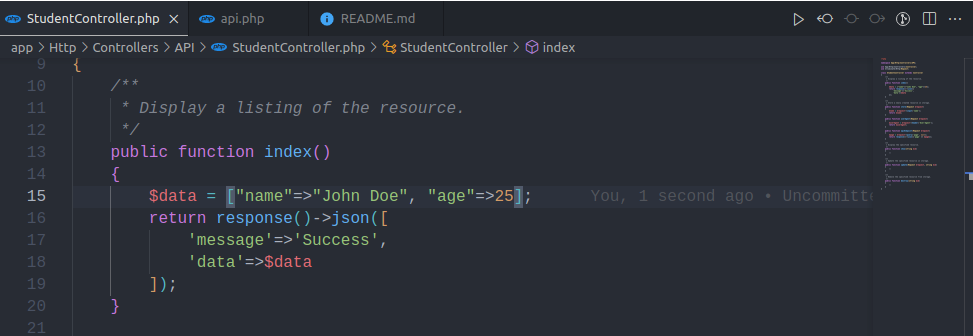 StudentController.php × api.php README.md
app > Http > Controllers > API > StudentController.php > StudentController > index
9 {
10 /**
11 * Display a listing of the resource.
12 */
13 public function index()
14 {
15 $data = ["name"=>"John Doe", "age"=>25]; You, 1 second ago • Uncommitte
16 return response()->json([
17 'message'=>'Success',
18 'data'=>$data
19 ]);
20 }
21